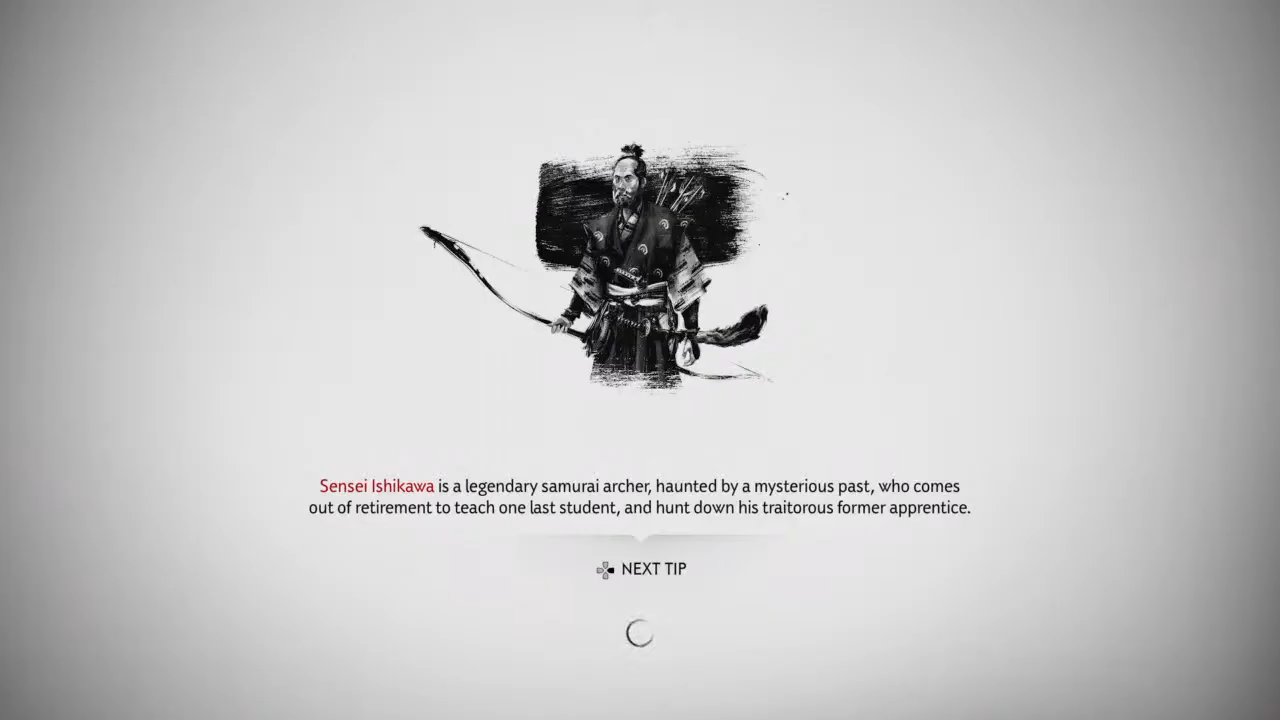 Sensei Ishikawa is a legendary samurai archer, haunted by a mysterious past, who comes
out of retirement to teach one last student, and hunt down his traitorous former apprentice.
NEXT TIP